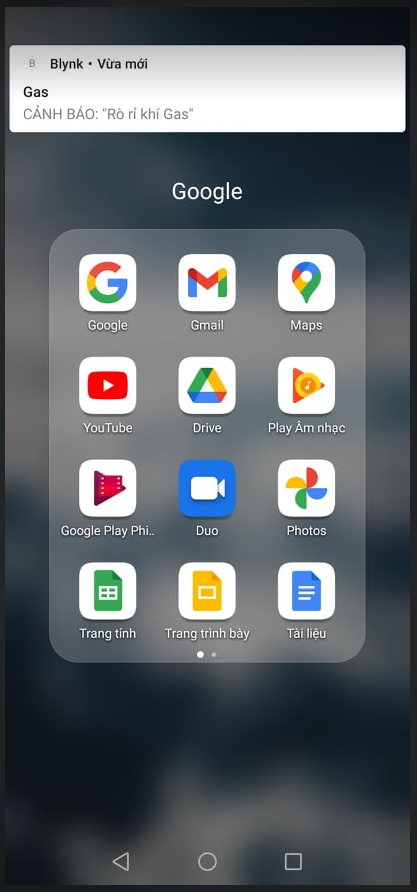 B Blynk • Vừa mới
Gas
CẢNH BÁO: "Rò rỉ khí Gas"
Google
Google Gmail Maps
YouTube Drive Play Âm nhạc
Google Play Phi.. Duo Photos
Trang tính Trang trình bày Tài liệu